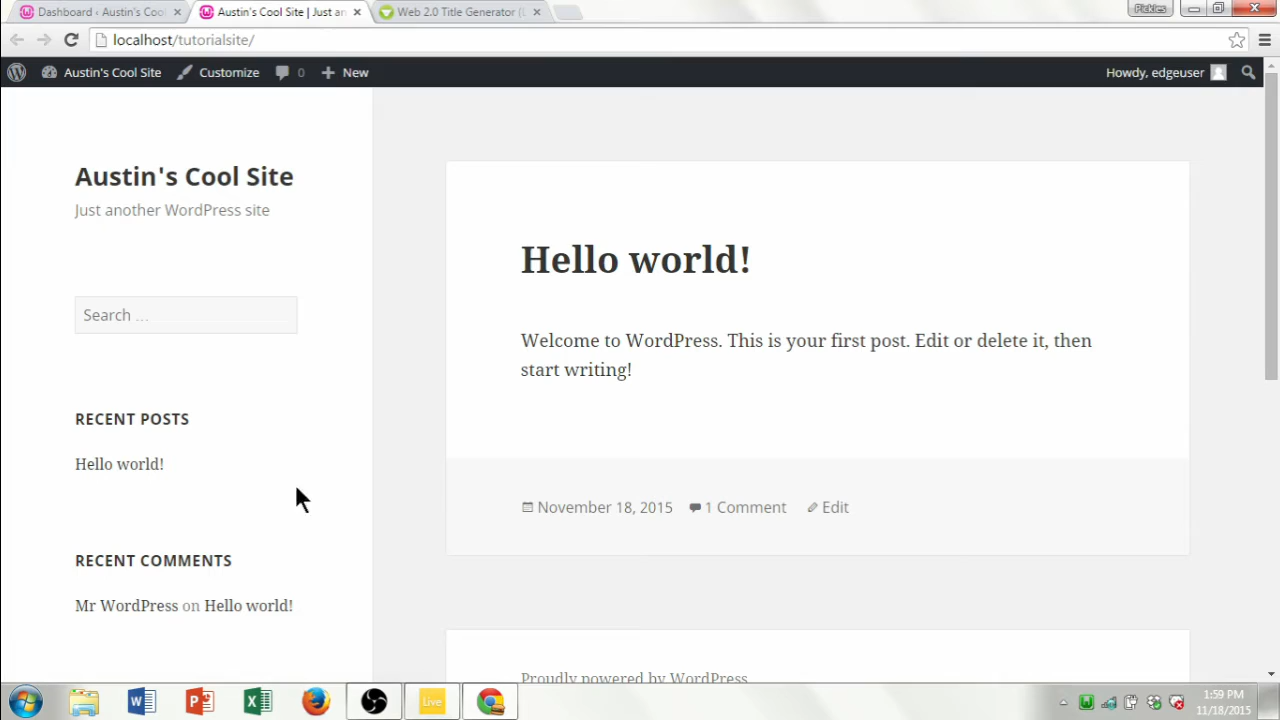 Dashboard ‹ Austin's Cool
Austin's Cool Site | Just an
Web 2.0 Title Generator (
Pickles
localhost/tutorialsite/
Austin's Cool Site
Customize
0
New
Howdy, edgeuser
Austin's Cool Site
Just another WordPress site
Search …
RECENT POSTS
Hello world!
RECENT COMMENTS
Mr WordPress on Hello world!
Hello world!
Welcome to WordPress. This is your first post. Edit or delete it, then
start writing!
November 18, 2015
1 Comment
Edit
Proudly powered by WordPress
Live
1:59 PM
11/18/2015